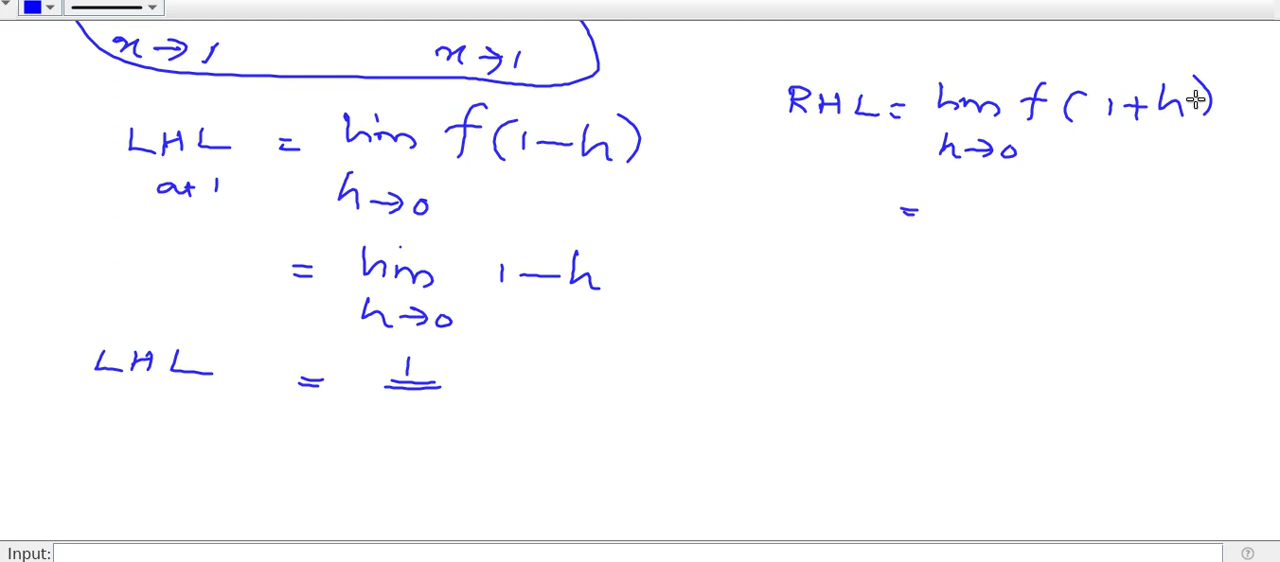 x→1 x→1
LHL = lim f(1-h)
at 1 h→0
= lim 1-h
h→0
LHL = 1
RHL = lim f(1+h)
h→0
=
Input: